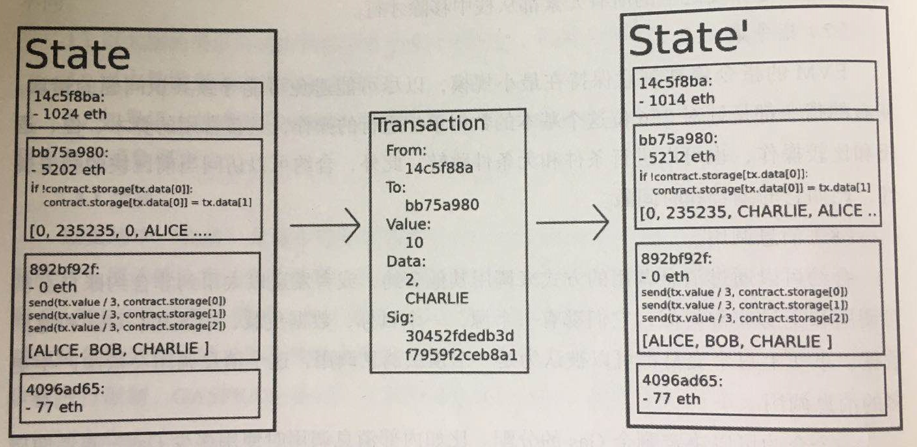 State
14c5f8ba:
- 1024 eth
bb75a980:
- 5202 eth
if !contract.storage[tx.data[0]]:
contract.storage[tx.data[0]] = tx.data[1]
[0, 235235, 0, ALICE ....
892bf92f:
- 0 eth
send(tx.value / 3, contract.storage[0])
send(tx.value / 3, contract.storage[1])
send(tx.value / 3, contract.storage[2])
[ALICE, BOB, CHARLIE ]
4096ad65:
- 77 eth
Transaction
From:
14c5f88a
To:
bb75a980
Value:
10
Data:
2,
CHARLIE
Sig:
30452fdedb3d
f7959f2ceb8a1
State'
14c5f8ba:
- 1014 eth
bb75a980:
- 5212 eth
if !contract.storage[tx.data[0]]:
contract.storage[tx.data[0]] = tx.data[1]
[0, 235235, CHARLIE, ALICE ..
892bf92f:
- 0 eth
send(tx.value / 3, contract.storage[0])
send(tx.value / 3, contract.storage[1])
send(tx.value / 3, contract.storage[2])
[ALICE, BOB, CHARLIE ]
4096ad65:
- 77 eth